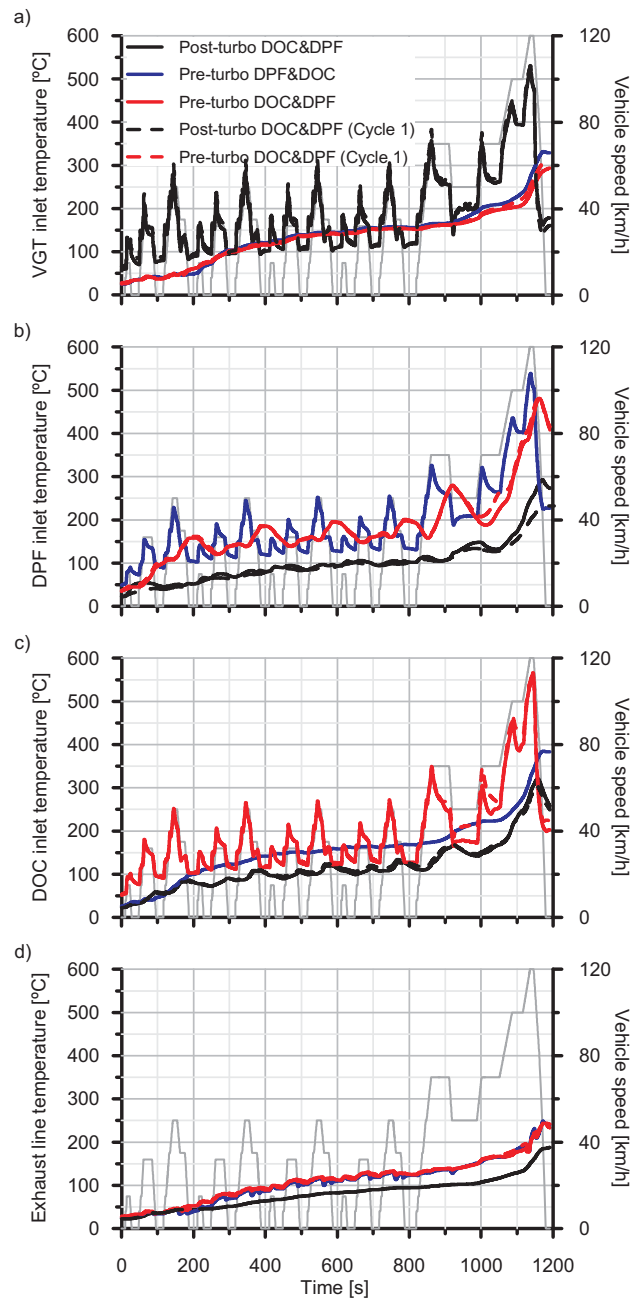 a)
600
500
400
300
200
100
0
VGT inlet temperature [ºC]
Post-turbo DOC&DPF
Pre-turbo DPF&DOC
Pre-turbo DOC&DPF
Post-turbo DOC&DPF (Cycle 1)
Pre-turbo DOC&DPF (Cycle 1)
120
80
40
0
Vehicle speed [km/h]
b)
600
500
400
300
200
100
0
DPF inlet temperature [ºC]
120
80
40
0
Vehicle speed [km/h]
c)
600
500
400
300
200
100
0
DOC inlet temperature [ºC]
120
80
40
0
Vehicle speed [km/h]
d)
600
500
400
300
200
100
0
Exhaust line temperature [ºC]
120
80
40
0
Vehicle speed [km/h]
0 200 400 600 800 1000 1200
Time [s]